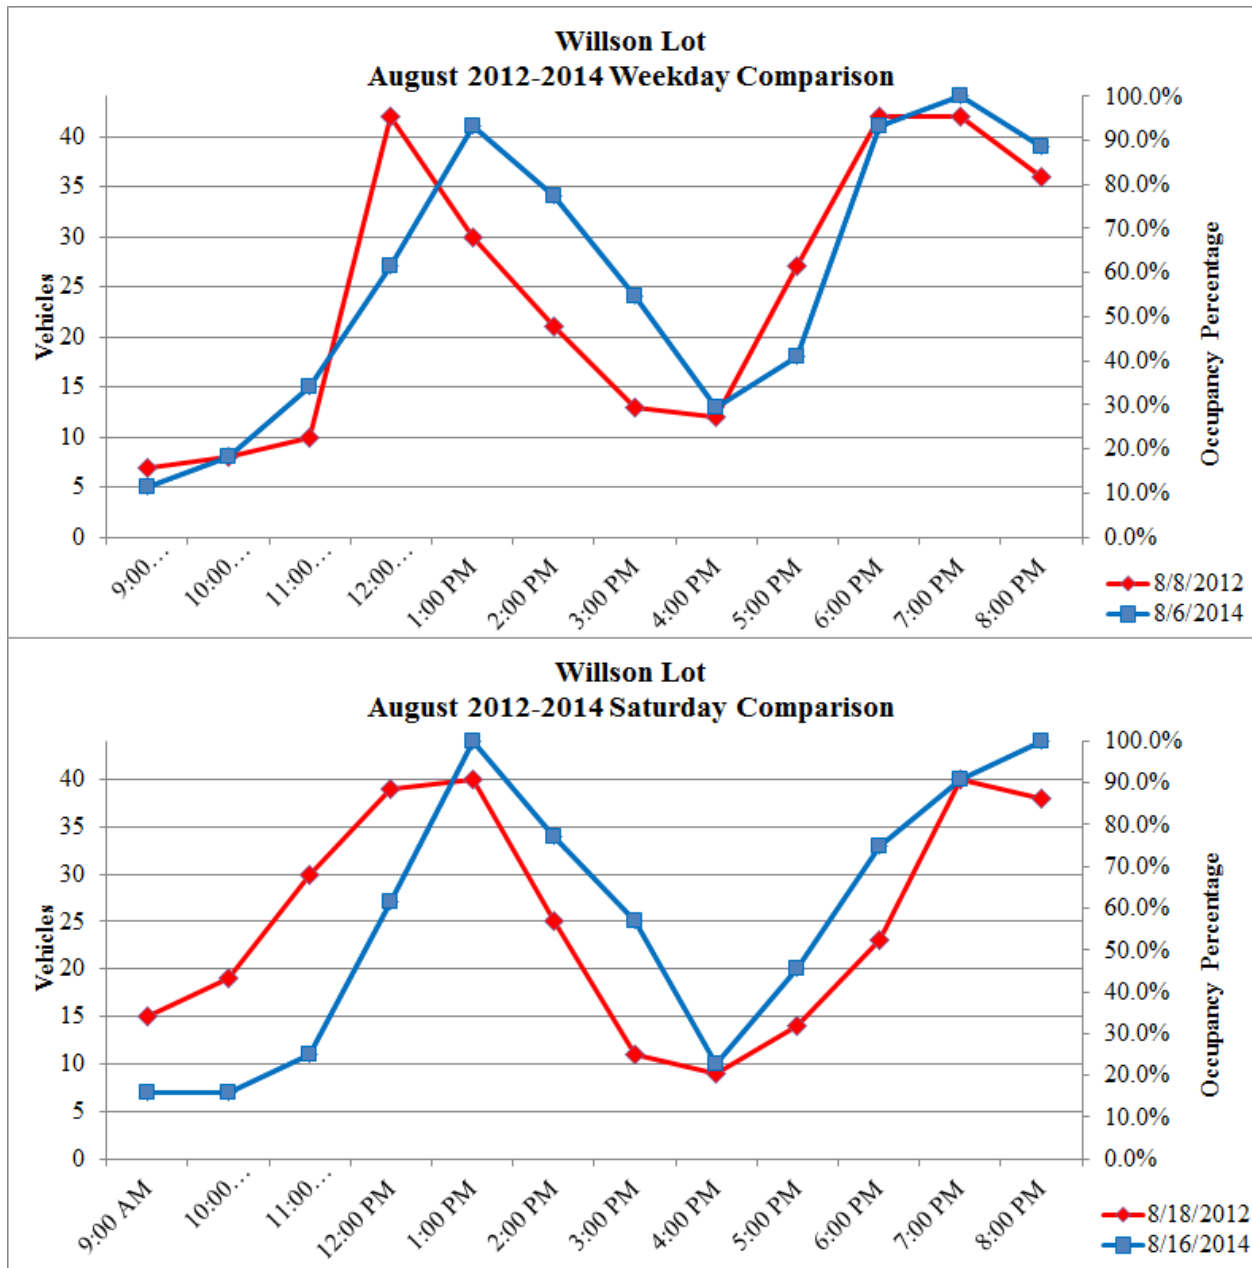 Willson Lot
August 2012-2014 Weekday Comparison
100.0%
90.0%
80.0%
70.0%
60.0%
50.0%
40.0%
30.0%
20.0%
10.0%
0.0%
40
35
30
25
20
15
10
5
0
Vehicles
Occupancy Percentage
9:00...
10:00...
11:00...
12:00...
1:00 PM
2:00 PM
3:00 PM
4:00 PM
5:00 PM
6:00 PM
7:00 PM
8:00 PM
8/8/2012
8/6/2014
Willson Lot
August 2012-2014 Saturday Comparison
100.0%
90.0%
80.0%
70.0%
60.0%
50.0%
40.0%
30.0%
20.0%
10.0%
0.0%
40
35
30
25
20
15
10
5
0
Vehicles
Occupancy Percentage
9:00 AM
10:00...
11:00...
12:00 PM
1:00 PM
2:00 PM
3:00 PM
4:00 PM
5:00 PM
6:00 PM
7:00 PM
8:00 PM
8/18/2012
8/16/2014